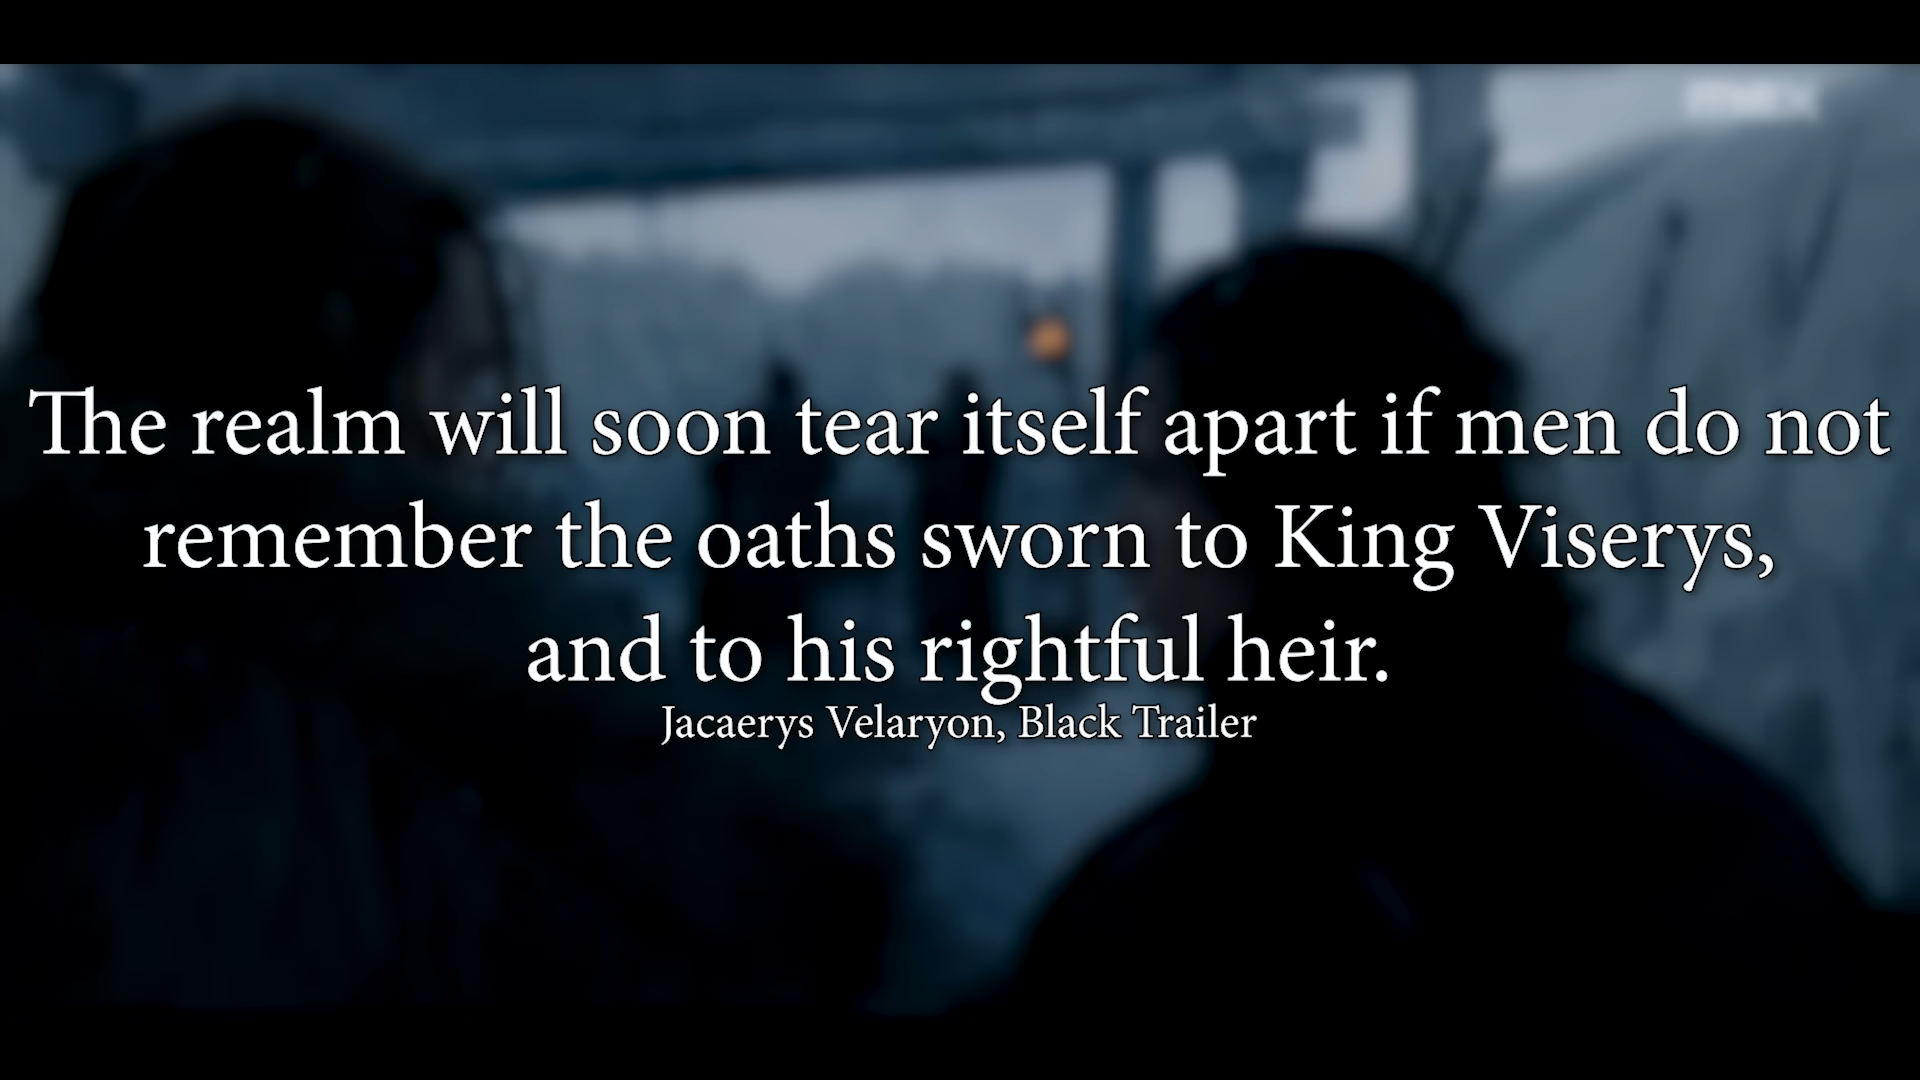 The realm will soon tear itself apart if men do not
remember the oaths sworn to King Viserys,
and to his rightful heir.
Jacaerys Velaryon, Black Trailer